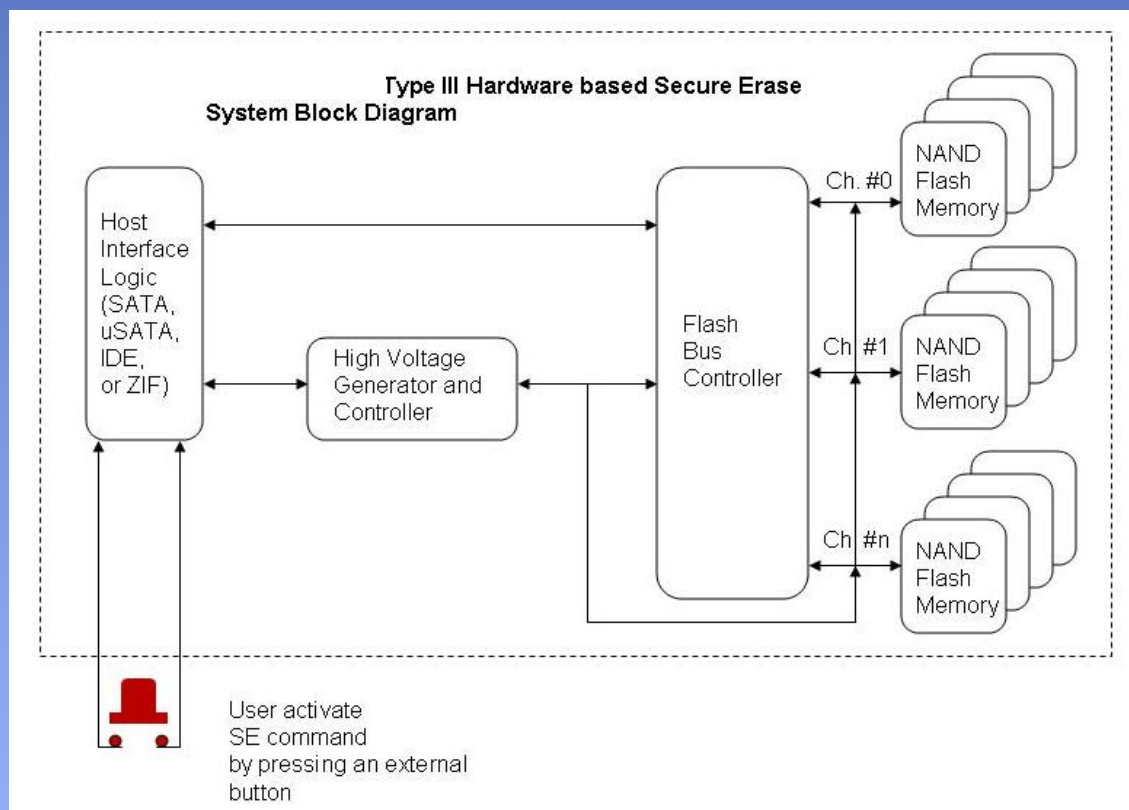 Type III Hardware based Secure Erase
System Block Diagram
Host
Interface
Logic
(SATA,
uSATA,
IDE,
or ZIF)
High Voltage
Generator and
Controller
Flash
Bus
Controller
Ch. #0
NAND
Flash
Memory
Ch. #1
NAND
Flash
Memory
Ch. #n
NAND
Flash
Memory
User activate
SE command
by pressing an external
button